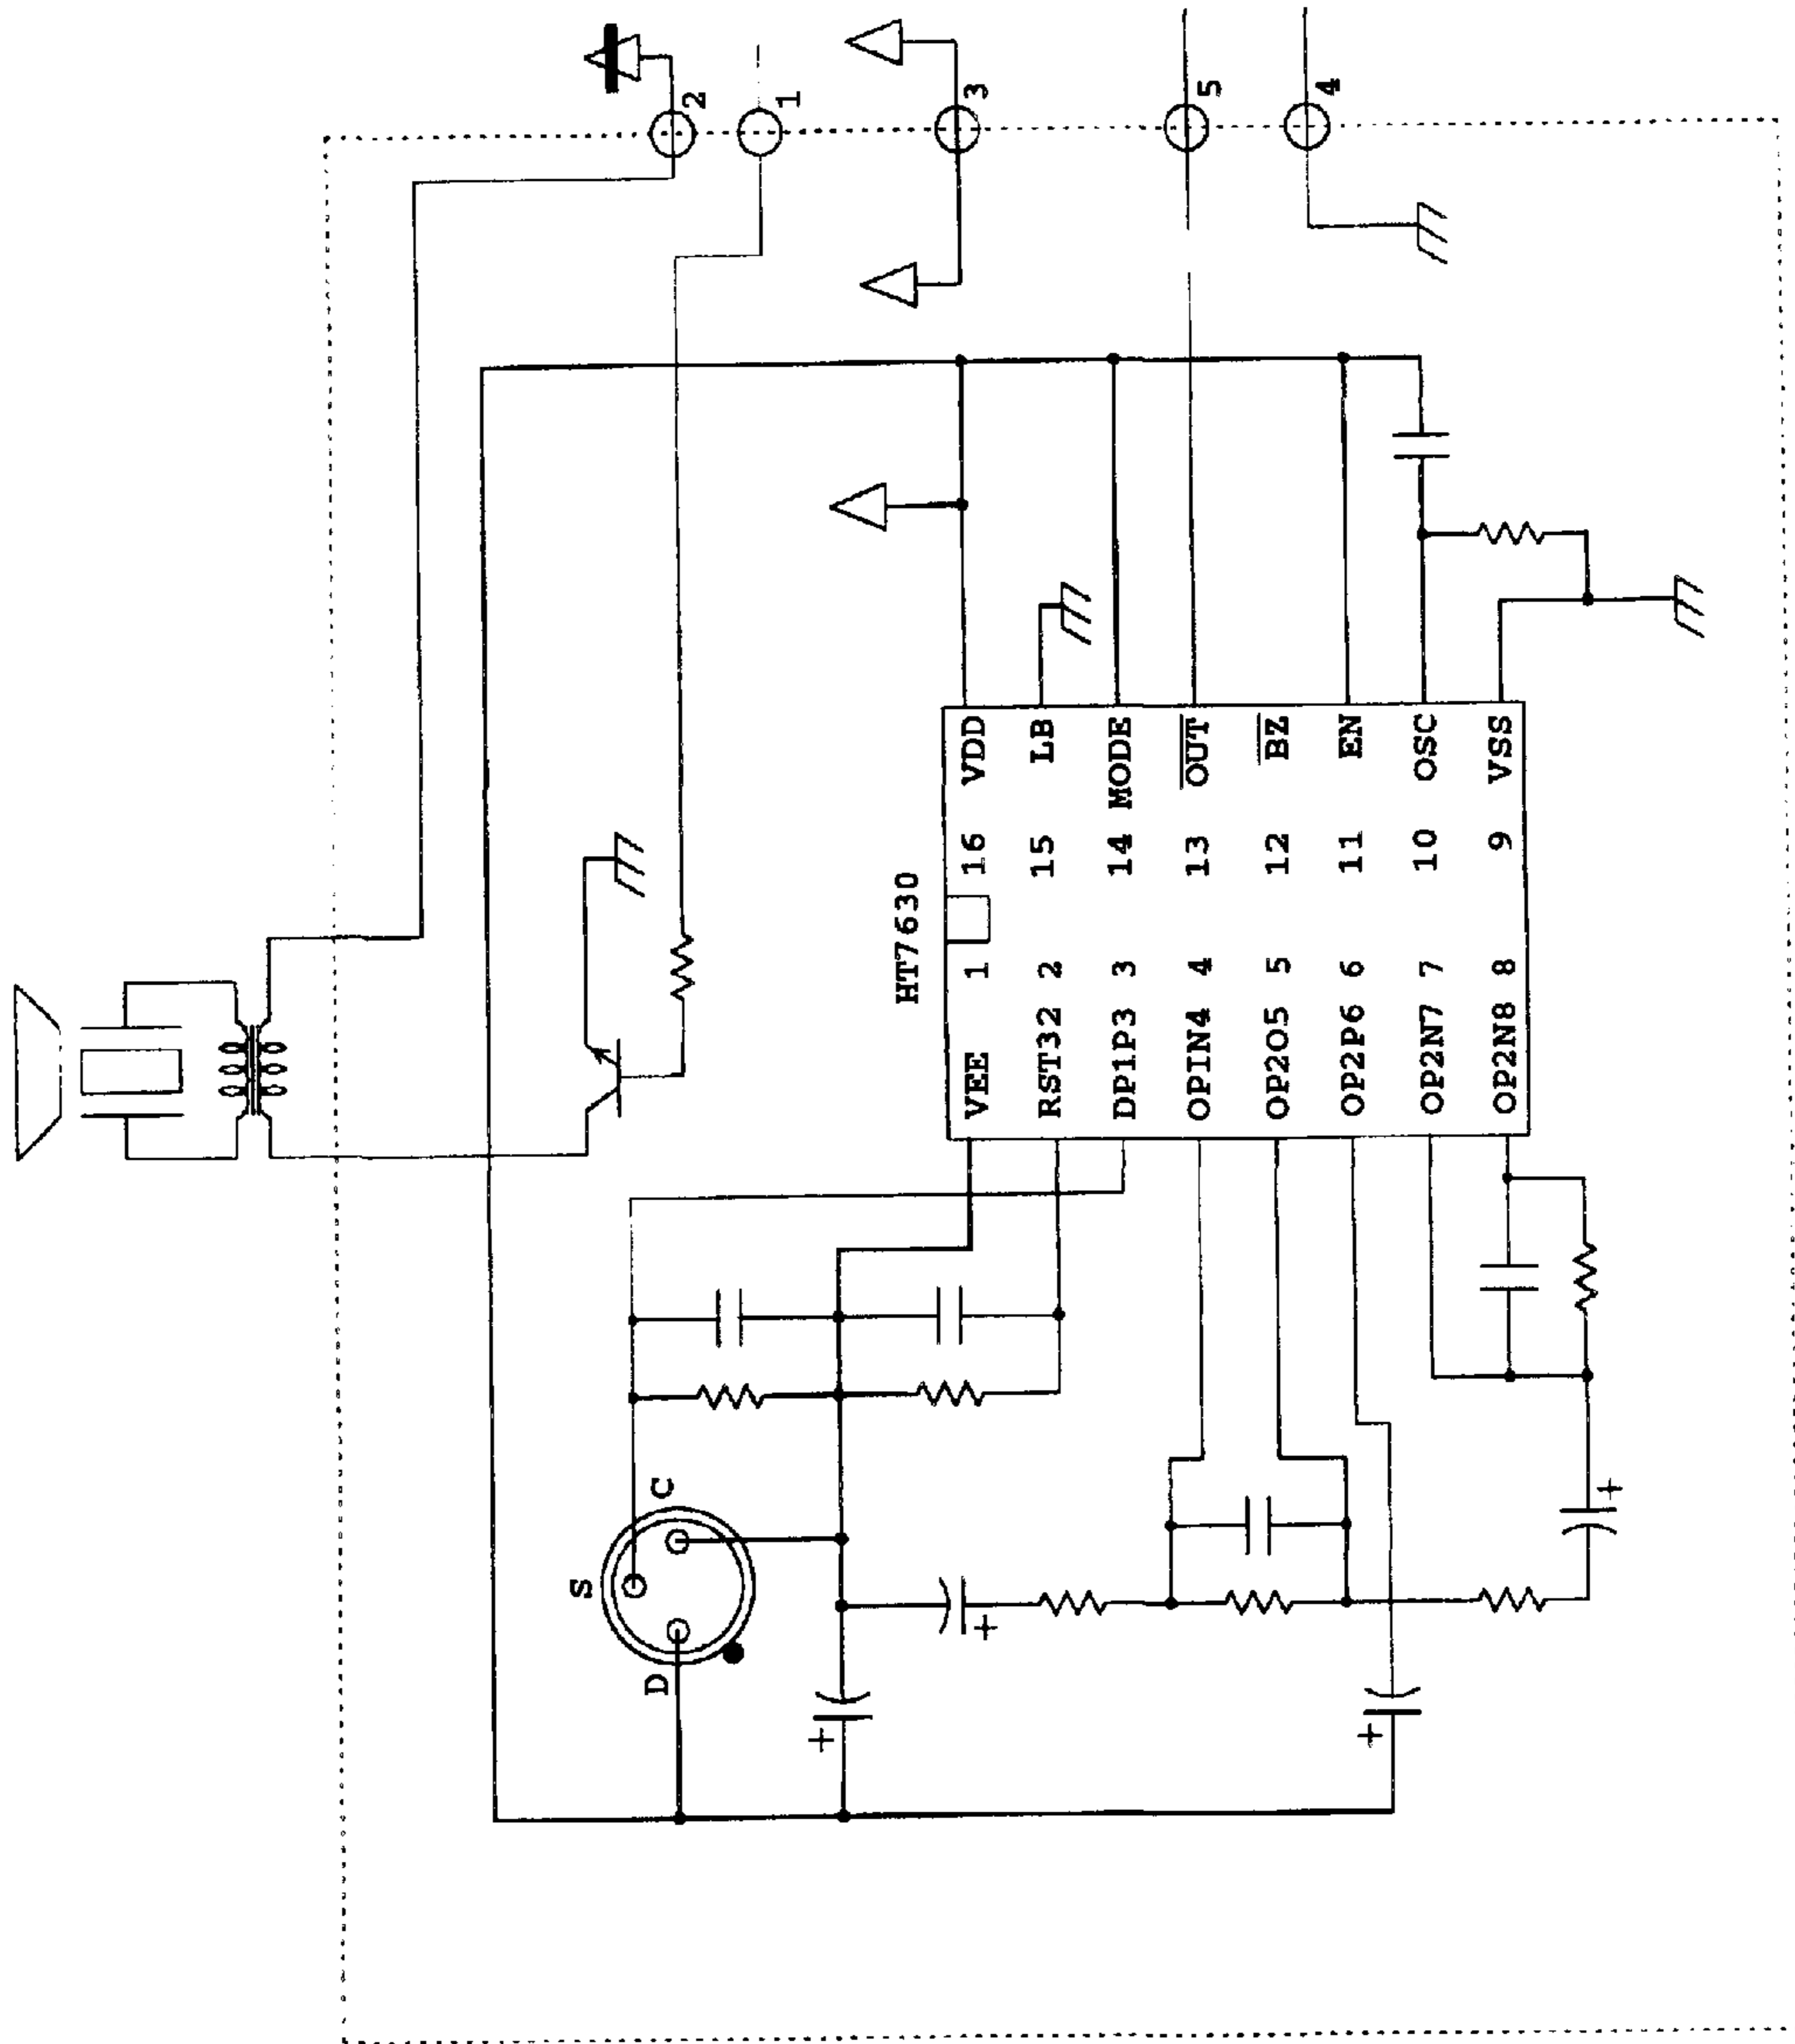 S
D
C
2
1
+
HT7630
3
VEE 1 16 VDD
+
RST32 2 15 LB
DP1P3 3 14 MODE
OPIN4 4 13 OUT
5
OP2O5 5 12 BZ
4
OP2P6 6 11 EN
+
OP2N7 7 10 OSC
OP2N8 8 9 VSS
+